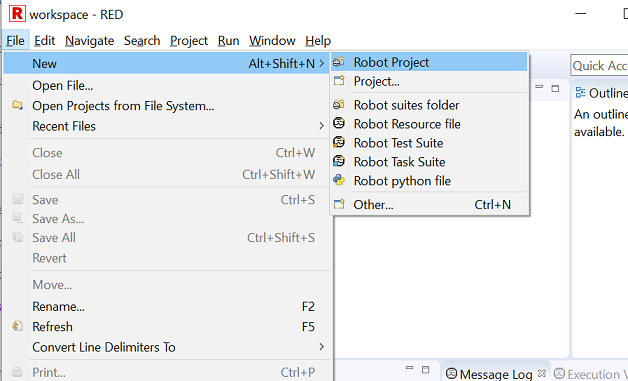 R workspace - RED
File Edit Navigate Search Project Run Window Help
New Alt+Shift+N >
Open File...
Open Projects from File System...
Recent Files >
Close Ctrl+W
Close All Ctrl+Shift+W
Save Ctrl+S
Save As...
Save All Ctrl+Shift+S
Revert
Move...
Rename... F2
Refresh F5
Convert Line Delimiters To >
Print... Ctrl+P
Robot Project
Project...
Robot suites folder
Robot Resource file
Robot Test Suite
Robot Task Suite
Robot python file
Other... Ctrl+N
Quick Acc
Outline
An outline
available.
Message Log
Execution V